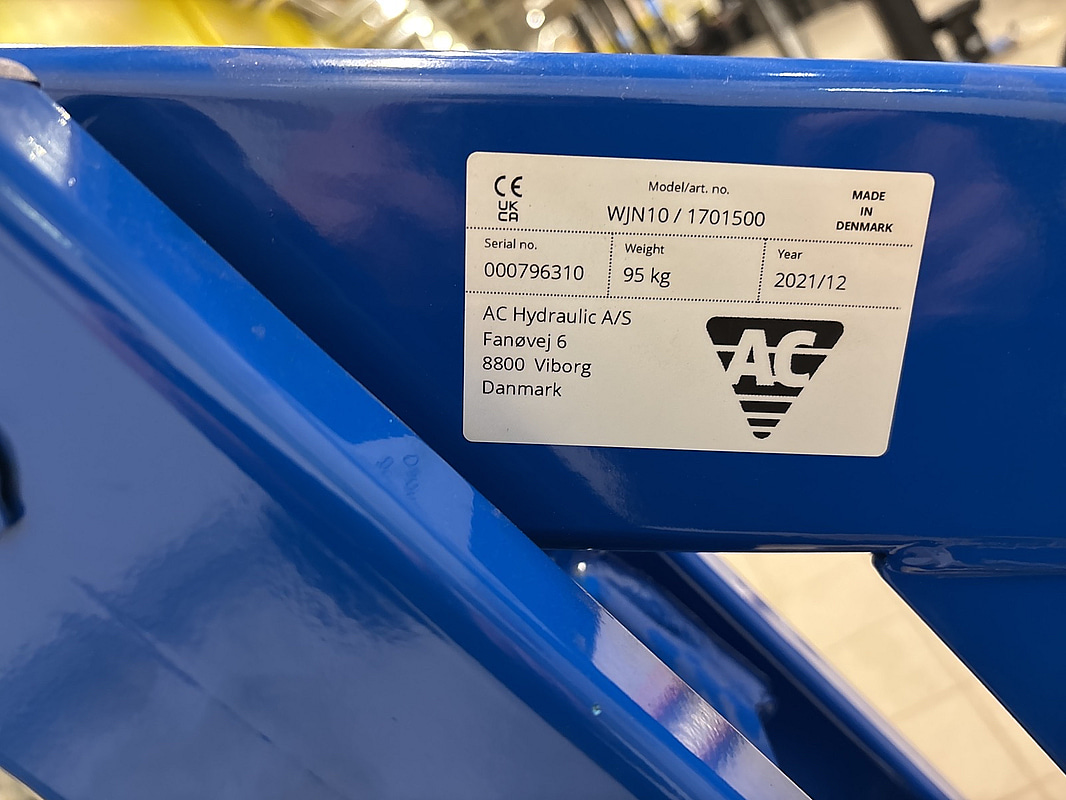 CE
UK
CA
Model/art. no.
WJN10 / 1701500
MADE
IN
DENMARK
Serial no.
000796310
Weight
95 kg
Year
2021/12
AC Hydraulic A/S
Fanøvej 6
8800 Viborg
Danmark
AC